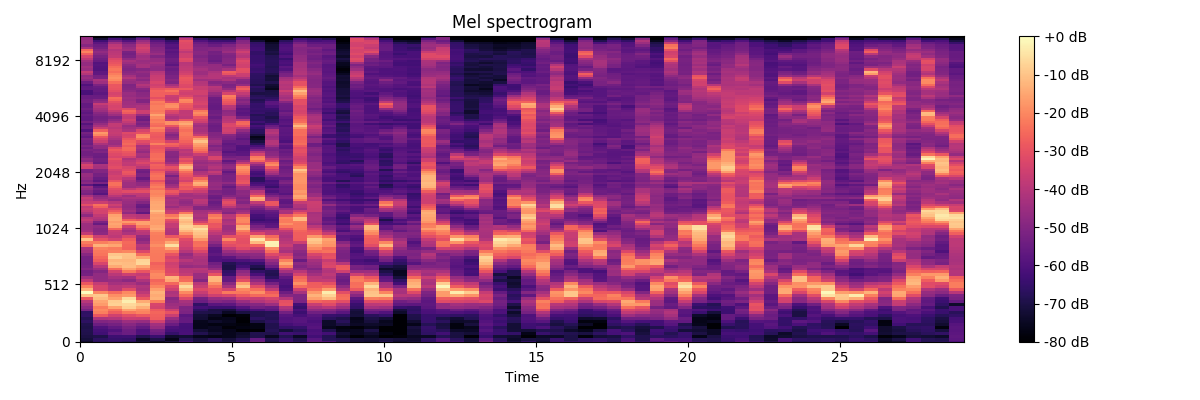 Mel spectrogram
+0 dB
8192
-10 dB
-20 dB
4096
-30 dB
2048
-40 dB
Hz
-50 dB
1024
-60 dB
512
-70 dB
0
-80 dB
0 5 10 15 20 25
Time